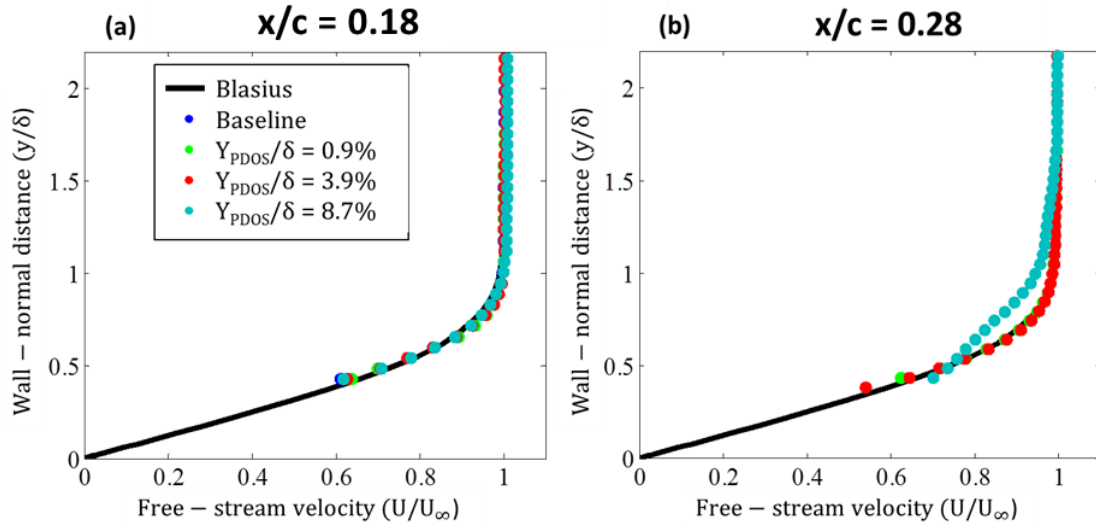 (a)
x/c = 0.18
Wall − normal distance (y/δ)
2
1.5
1
0.5
0
Blasius
Baseline
Y_PDOS/δ = 0.9%
Y_PDOS/δ = 3.9%
Y_PDOS/δ = 8.7%
0 0.2 0.4 0.6 0.8 1
Free − stream velocity (U/U∞)
(b)
x/c = 0.28
Wall − normal distance (y/δ)
2
1.5
1
0.5
0
0 0.2 0.4 0.6 0.8 1
Free − stream velocity (U/U∞)